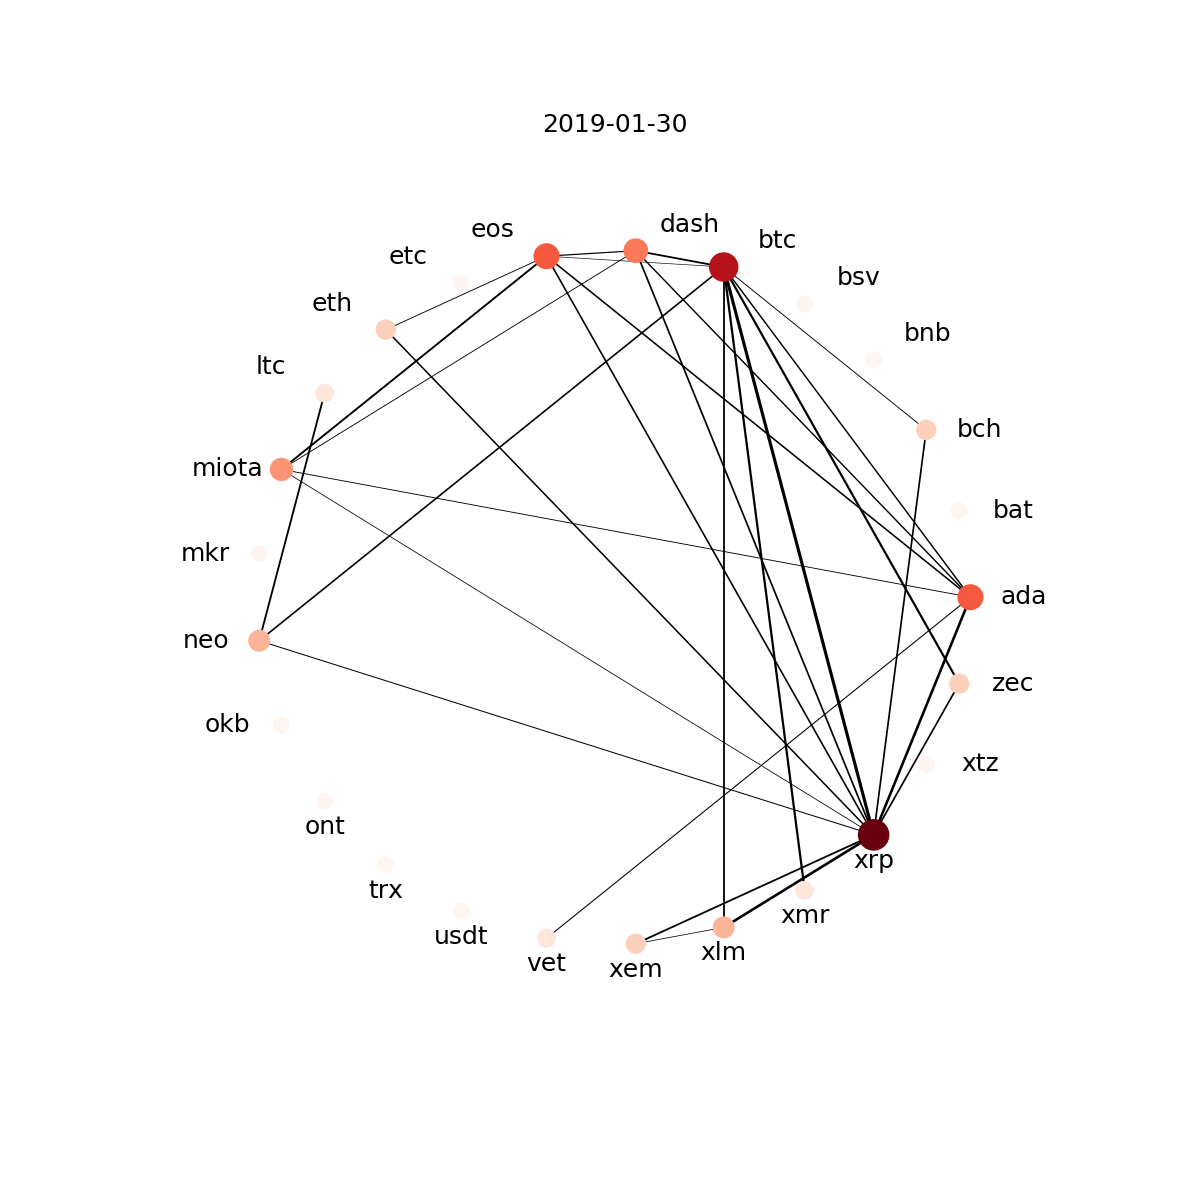 2019-01-30
dash
eos
btc
etc
bsv
eth
bnb
ltc
bch
miota
bat
mkr
ada
neo
zec
okb
xtz
ont
xrp
trx
xmr
usdt
xlm
vet
xem